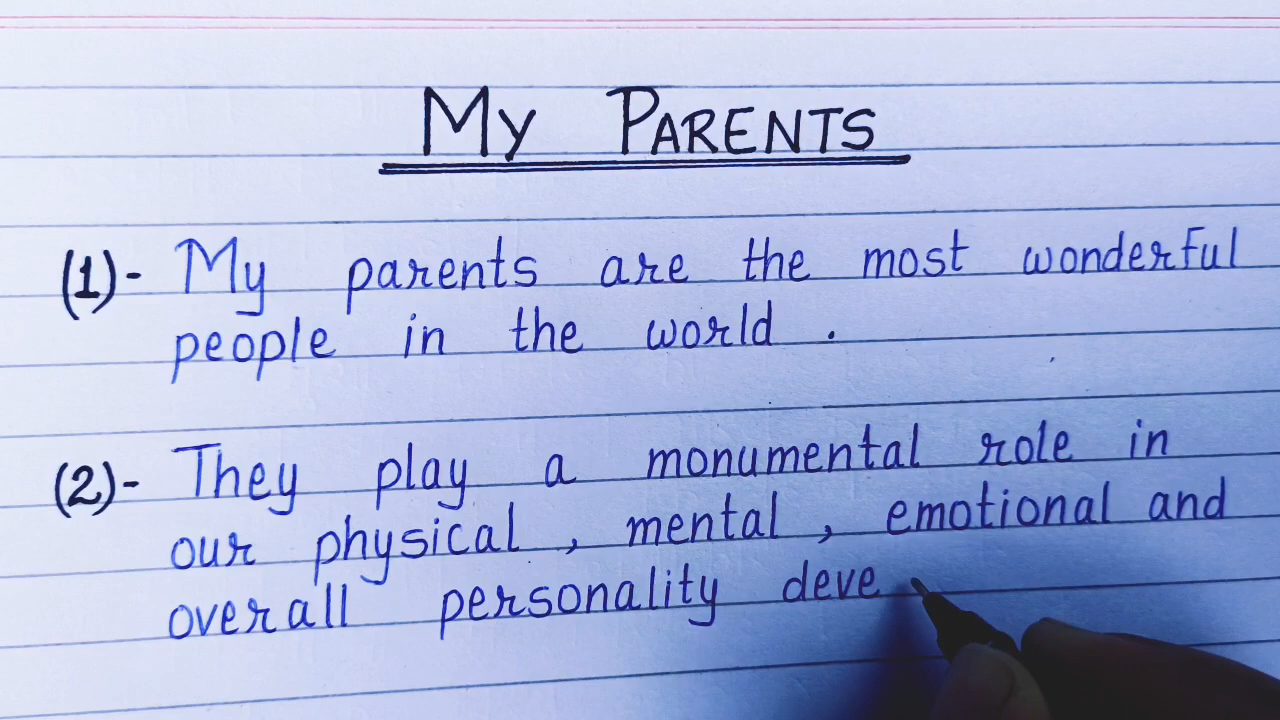 My PARENTS
(1)- My parents are the most wonderful
people in the world .
(2)- They play a monumental role in
our physical , mental , emotional and
overall personality deve